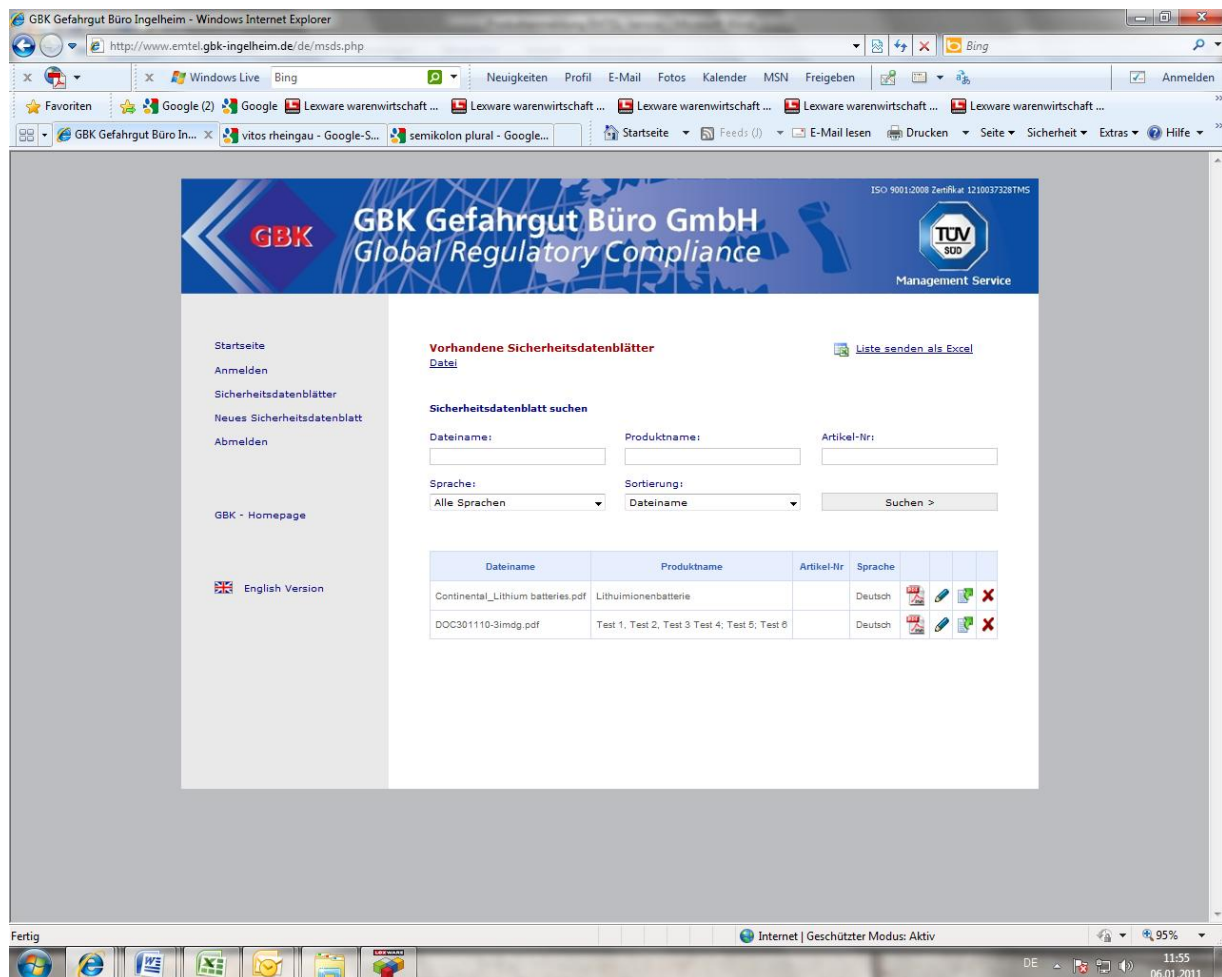 GBK Gefahrgut Büro Ingelheim - Windows Internet Explorer
http://www.emtel.gbk-ingelheim.de/de/msds.php
Bing
x x Windows Live Bing Neuigkeiten Profil E-Mail Fotos Kalender MSN Freigeben Anmelden
Favoriten Google (2) Google Lexware warenwirtschaft ... Lexware warenwirtschaft ... Lexware warenwirtschaft ... Lexware warenwirtschaft ... Lexware warenwirtschaft ...
GBK Gefahrgut Büro In... vitos rheingau - Google-S... semikolon plural - Google... Startseite Feeds (J) E-Mail lesen Drucken Seite Sicherheit Extras Hilfe
ISO 9001:2008 Zertifikat 1210037328TMS
GBK
GBK Gefahrgut Büro GmbH
Global Regulatory Compliance
TÜV
SÜD
Management Service
Startseite
Anmelden
Sicherheitsdatenblätter
Neues Sicherheitsdatenblatt
Abmelden
GBK - Homepage
English Version
Vorhandene Sicherheitsdatenblätter
Liste senden als Excel
Datei
Sicherheitsdatenblatt suchen
Dateiname: Produktname: Artikel-Nr:
Sprache: Sortierung:
Alle Sprachen Dateiname Suchen >
Dateiname Produktname Artikel-Nr Sprache
Continental_Lithium batteries.pdf Lithuimionenbatterie Deutsch
DOC301110-3imdg.pdf Test 1, Test 2, Test 3 Test 4; Test 5; Test 6 Deutsch
Fertig Internet | Geschützter Modus: Aktiv 95%
LEXWARE
DE 11:55
06.01.2011